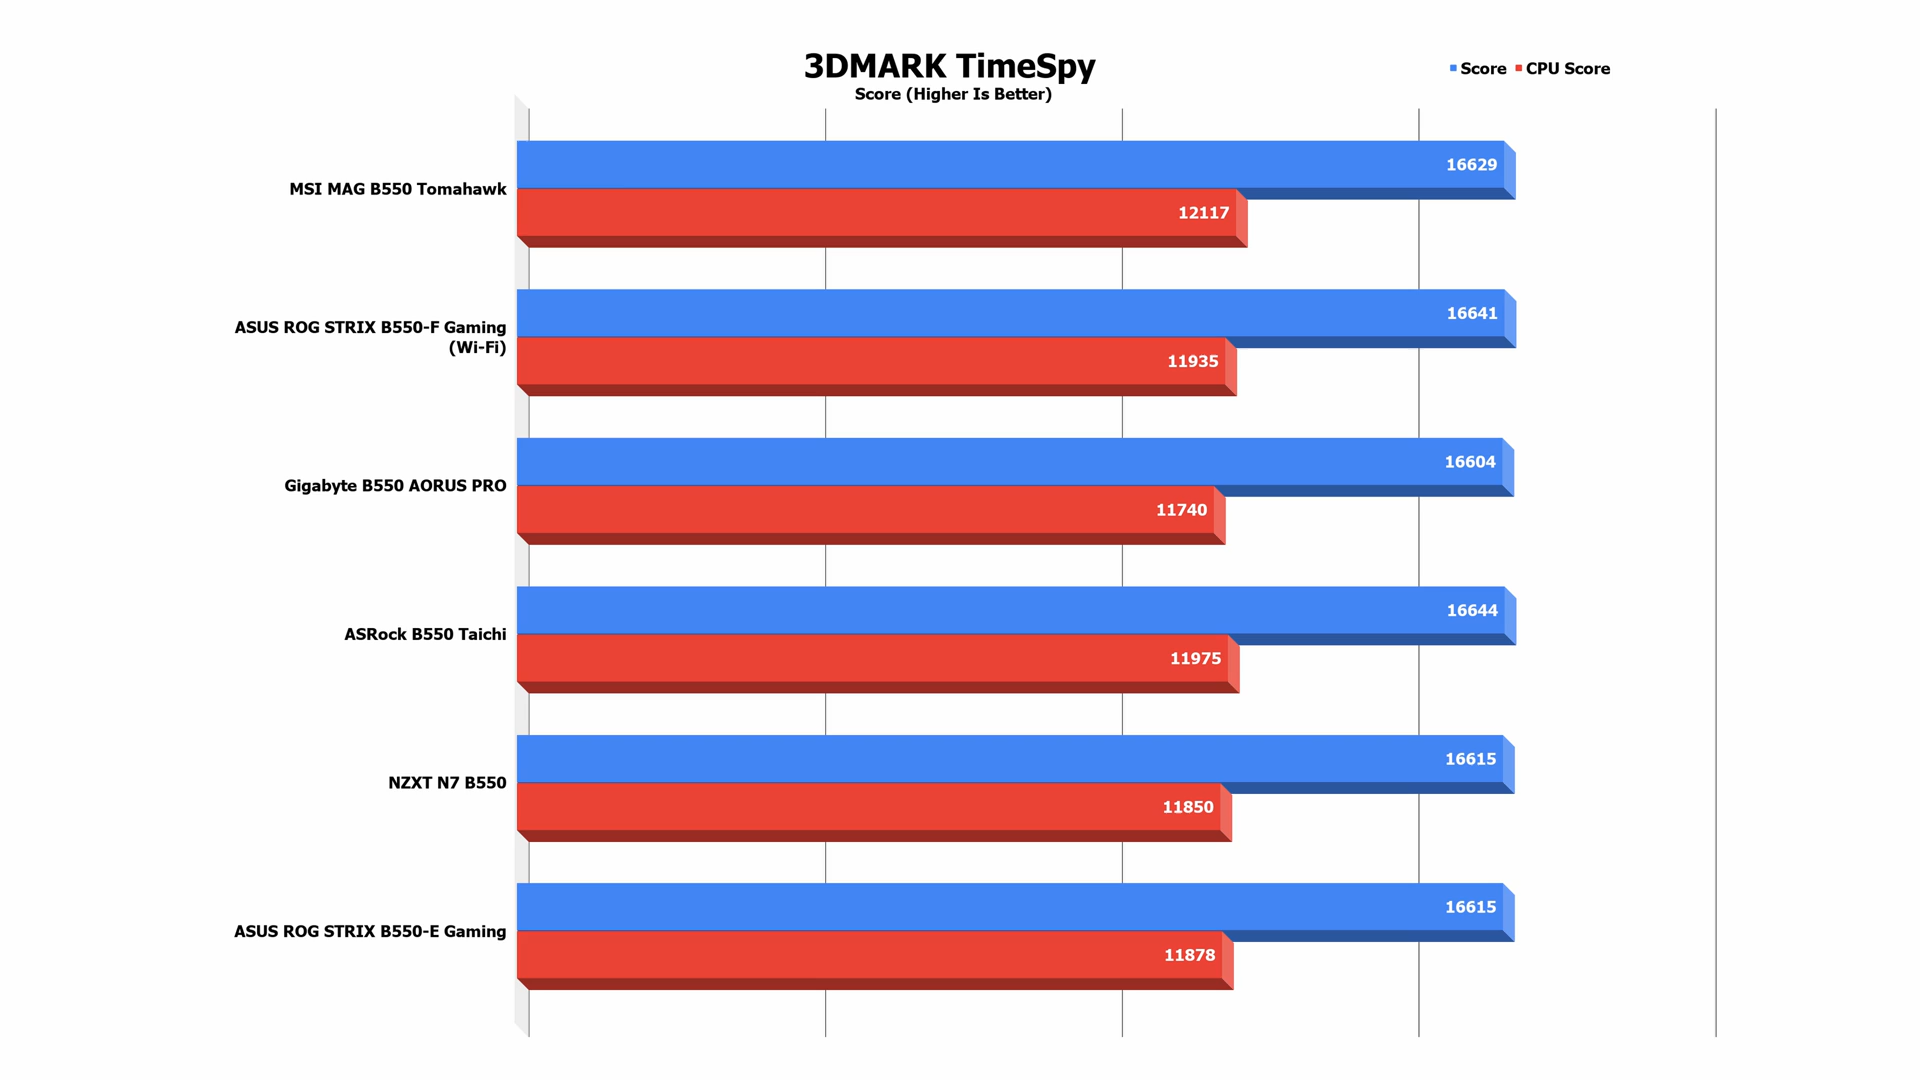 3DMARK TimeSpy
Score (Higher Is Better)
Score CPU Score
MSI MAG B550 Tomahawk
16629
12117
ASUS ROG STRIX B550-F Gaming
(Wi-Fi)
16641
11935
Gigabyte B550 AORUS PRO
16604
11740
ASRock B550 Taichi
16644
11975
NZXT N7 B550
16615
11850
ASUS ROG STRIX B550-E Gaming
16615
11878